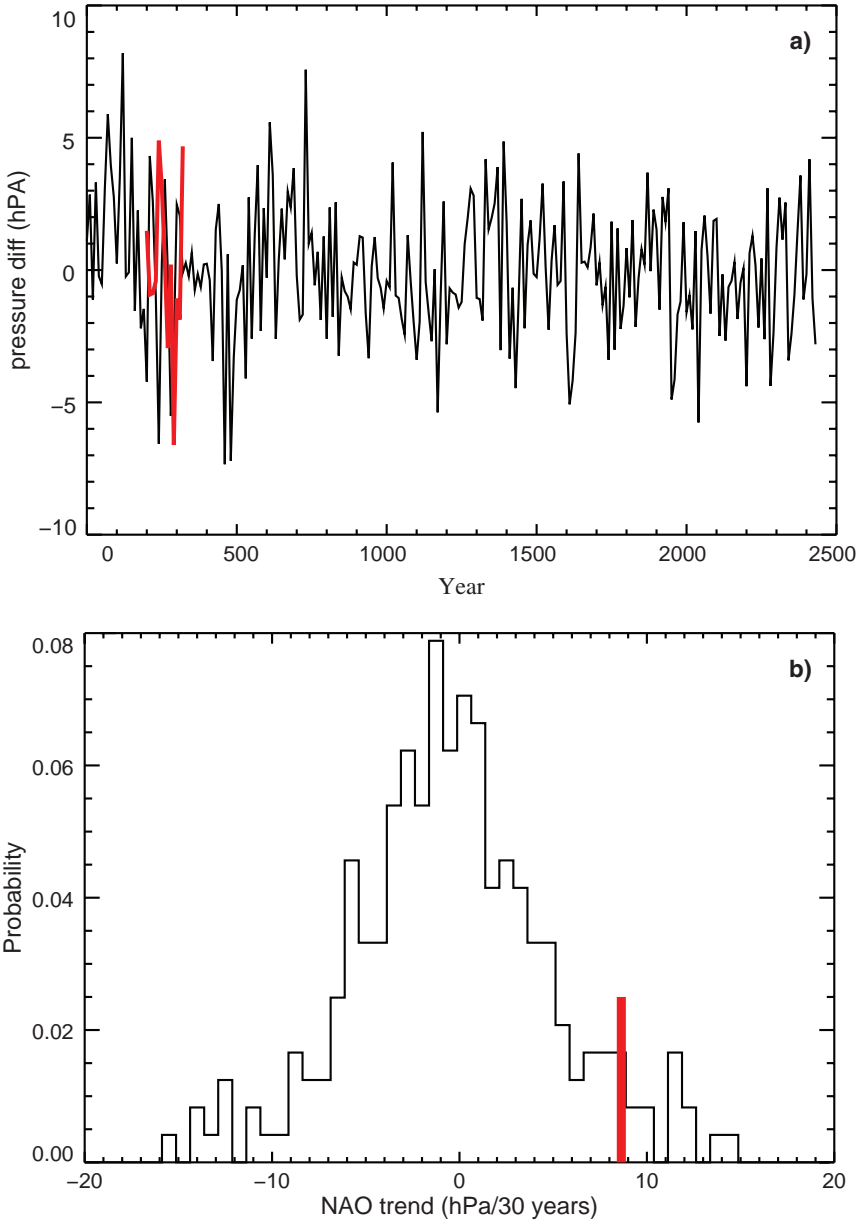 10
a)
5
0
−5
−10
pressure diff (hPA)
0 500 1000 1500 2000 2500
Year
0.08
b)
0.06
0.04
0.02
0.00
Probability
−20 −10 0 10 20
NAO trend (hPa/30 years)